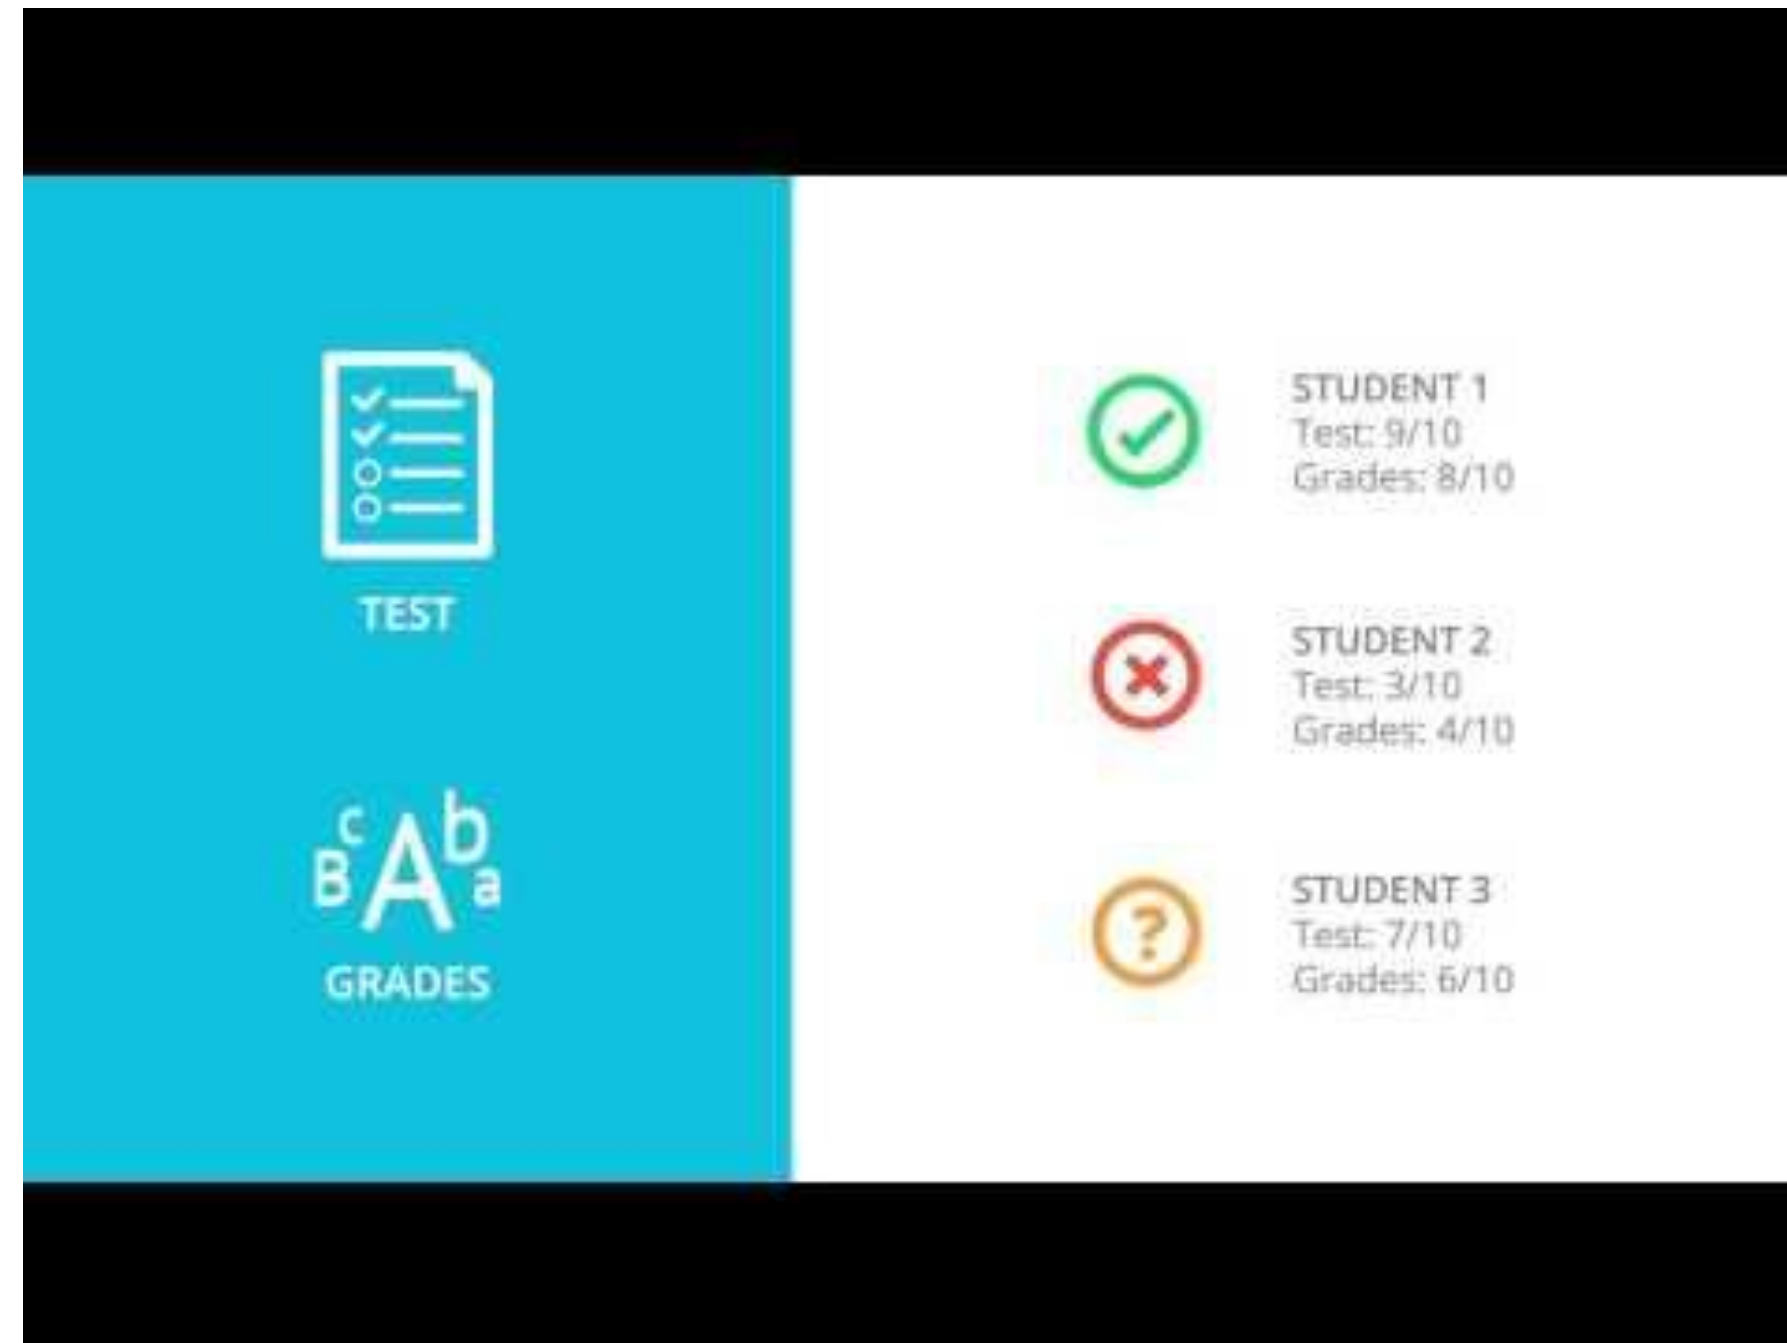 TEST
c
B
A
b
a
GRADES
STUDENT 1
Test: 9/10
Grades: 8/10
STUDENT 2
Test: 3/10
Grades: 4/10
STUDENT 3
Test: 7/10
Grades: 6/10